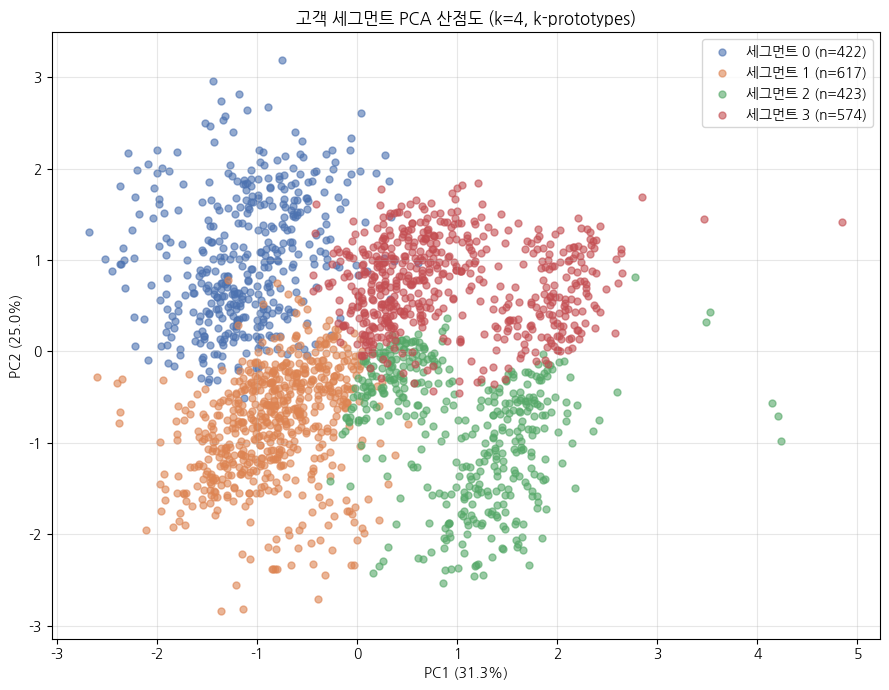 고객 세그먼트 PCA 산점도 (k=4, k-prototypes)
세그먼트 0 (n=422)
세그먼트 1 (n=617)
세그먼트 2 (n=423)
세그먼트 3 (n=574)
PC2 (25.0%)
3
2
1
0
-1
-2
-3
-3 -2 -1 0 1 2 3 4 5
PC1 (31.3%)